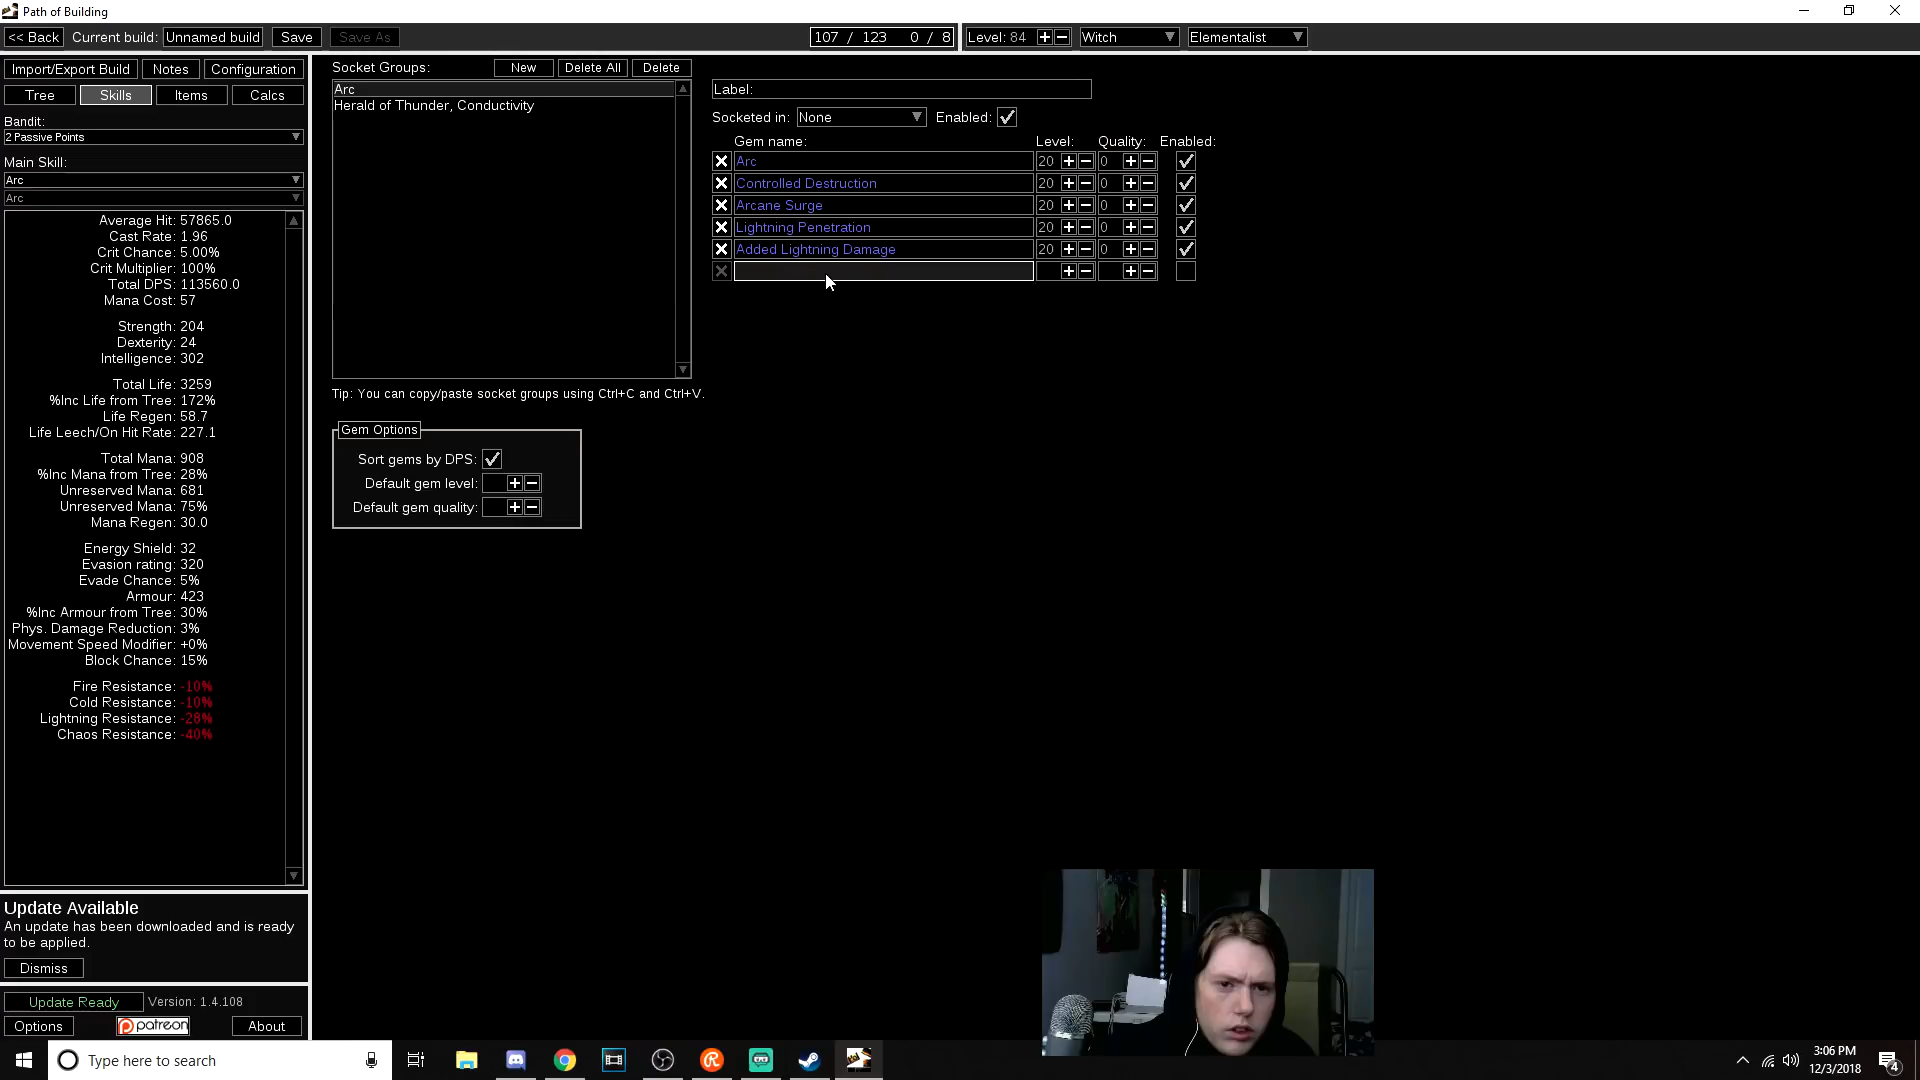 Path of Building
<< Back Current build: Unnamed build Save Save As 107 / 123 0 / 8 Level: 84 Witch Elementalist
Import/Export Build Notes Configuration
Tree Skills Items Calcs
Bandit:
2 Passive Points
Main Skill:
Arc
Arc
Average Hit: 57865.0
Cast Rate: 1.96
Crit Chance: 5.00%
Crit Multiplier: 100%
Total DPS: 113560.0
Mana Cost: 57
Strength: 204
Dexterity: 24
Intelligence: 302
Total Life: 3259
%Inc Life from Tree: 172%
Life Regen: 58.7
Life Leech/On Hit Rate: 227.1
Total Mana: 908
%Inc Mana from Tree: 28%
Unreserved Mana: 681
Unreserved Mana: 75%
Mana Regen: 30.0
Energy Shield: 32
Evasion rating: 320
Evade Chance: 5%
Armour: 423
%Inc Armour from Tree: 30%
Phys. Damage Reduction: 3%
Movement Speed Modifier: +0%
Block Chance: 15%
Fire Resistance: -10%
Cold Resistance: -10%
Lightning Resistance: -28%
Chaos Resistance: -40%
Update Available
An update has been downloaded and is ready
to be applied.
Dismiss
Update Ready Version: 1.4.108
Options patreon About
Socket Groups: New Delete All Delete
Arc
Herald of Thunder, Conductivity
Tip: You can copy/paste socket groups using Ctrl+C and Ctrl+V.
Gem Options
Sort gems by DPS:
Default gem level:
Default gem quality:
Label:
Socketed in: None Enabled:
Gem name: Level: Quality: Enabled:
Arc 20 0
Controlled Destruction 20 0
Arcane Surge 20 0
Lightning Penetration 20 0
Added Lightning Damage 20 0
Type here to search
3:06 PM
12/3/2018
4